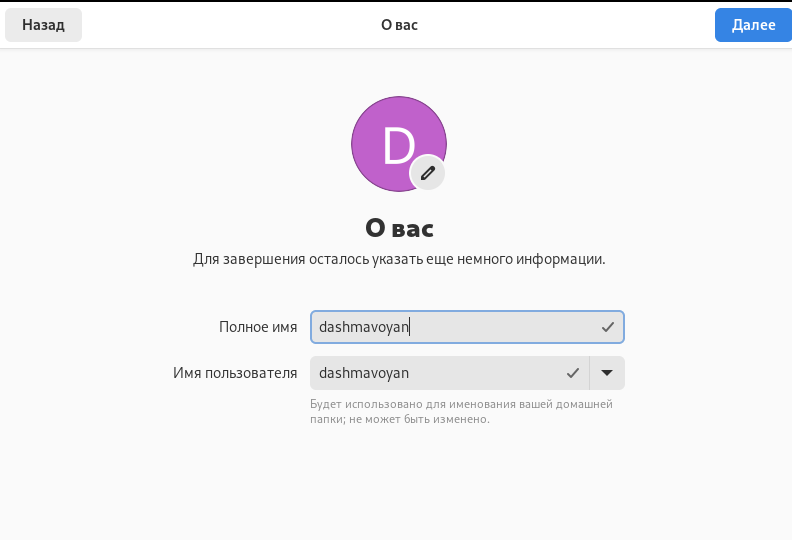 Назад
О вас
Далее
D
О вас
Для завершения осталось указать еще немного информации.
Полное имя
dashmavoyan
Имя пользователя
dashmavoyan
Будет использовано для именования вашей домашней
папки; не может быть изменено.